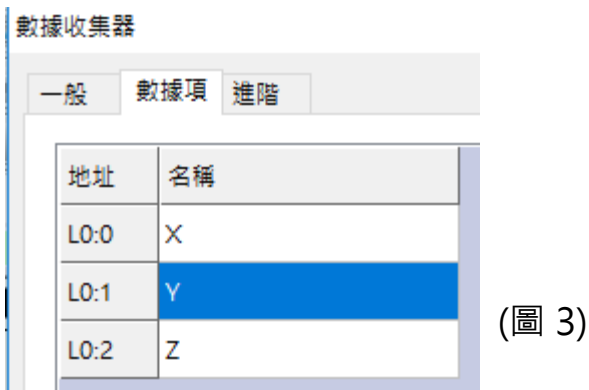 數據收集器
一般 數據項 進階
地址 名稱
L0:0 X
L0:1 Y
L0:2 Z
(圖 3)